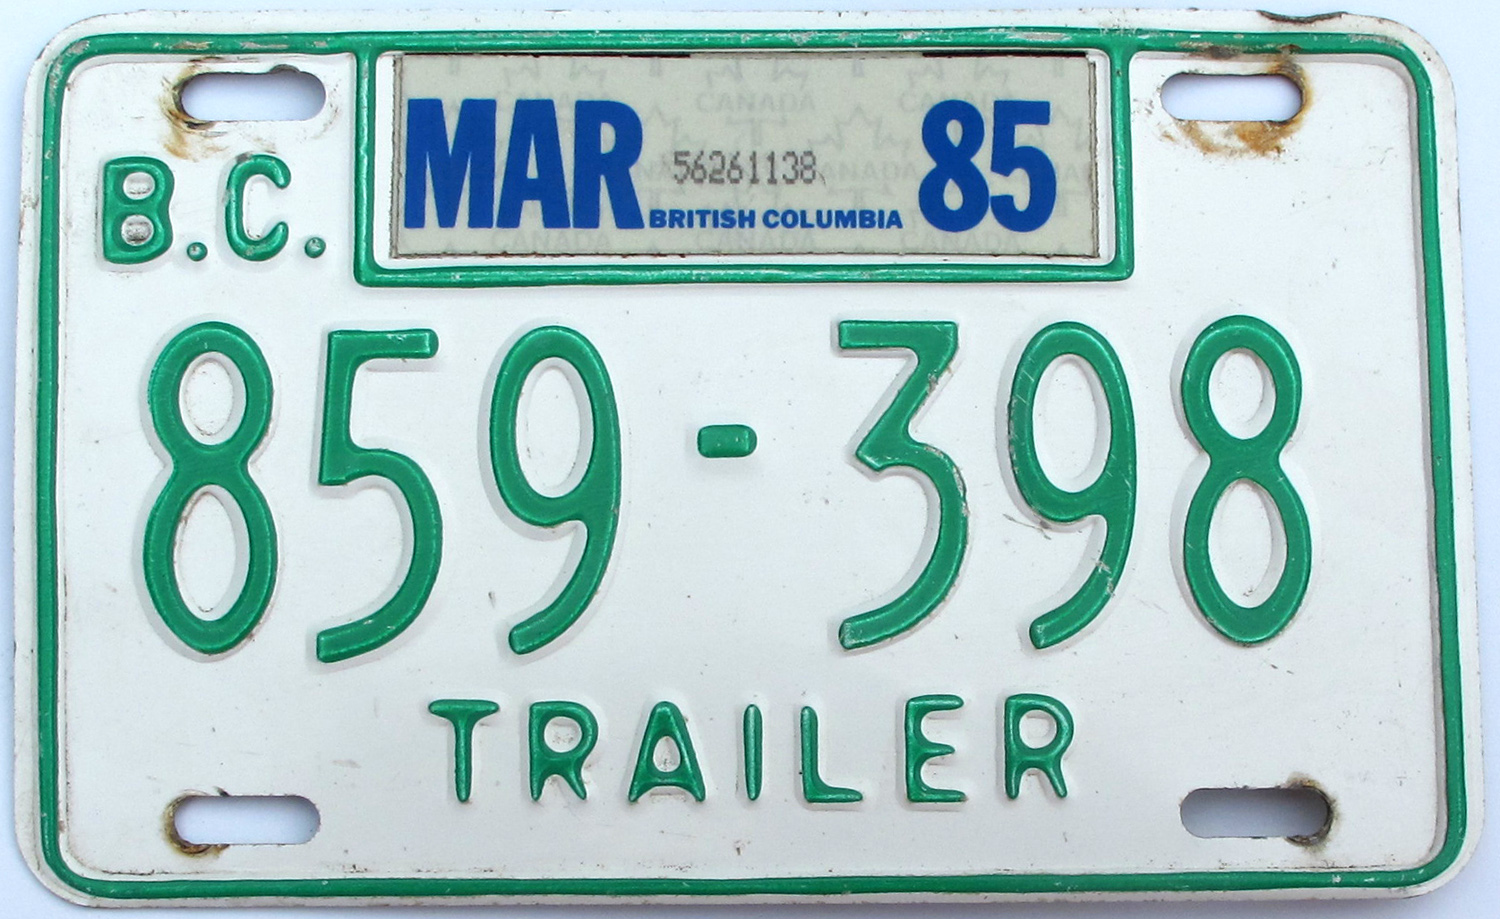 MAR 56261138 85
BRITISH COLUMBIA
B.C.
859-398
TRAILER